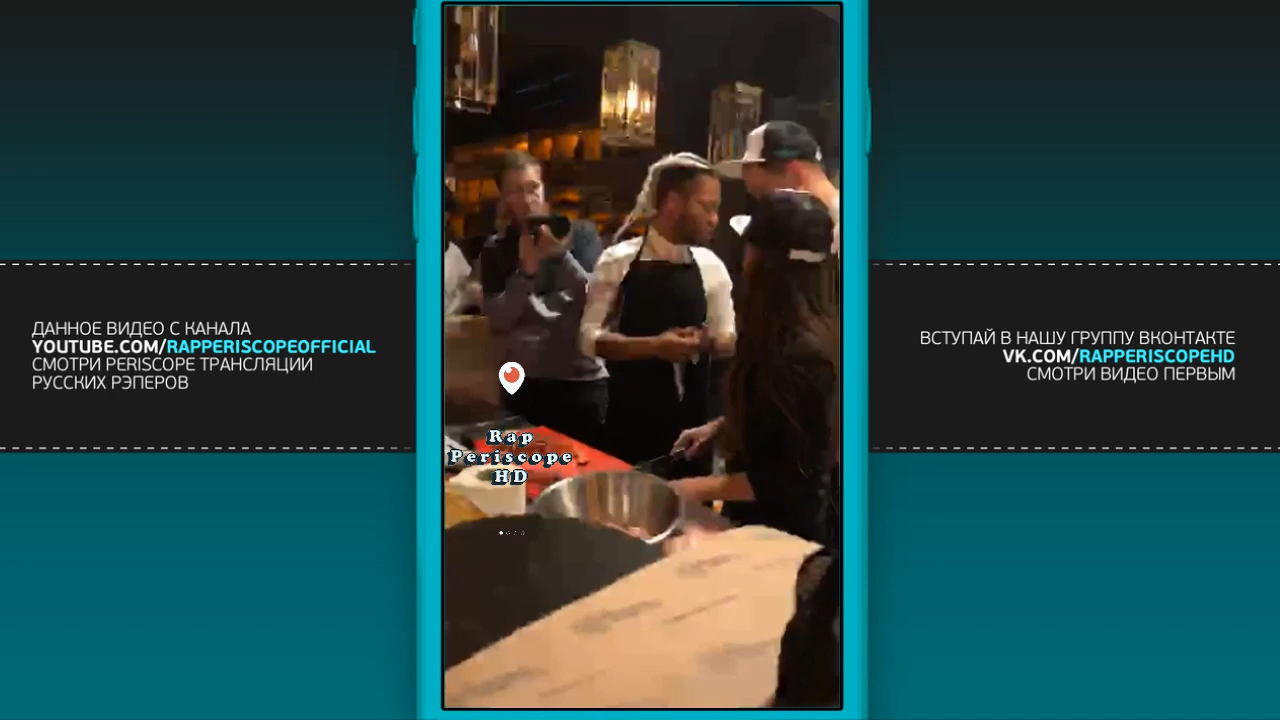 ДАННОЕ ВИДЕО С КАНАЛА
YOUTUBE.COM/RAPPERISCOPEOFFICIAL
СМОТРИ PERISCOPE ТРАНСЛЯЦИИ
РУССКИХ РЭПЕРОВ
Rap_
Periscope
HD
ВСТУПАЙ В НАШУ ГРУППУ ВКОНТАКТЕ
VK.COM/RAPPERISCOPEHD
СМОТРИ ВИДЕО ПЕРВЫМ